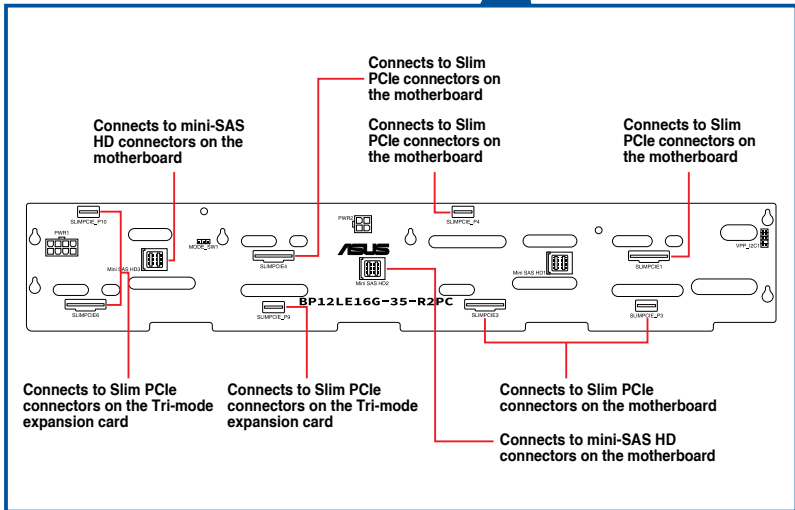 Connects to Slim
PCIe connectors on
the motherboard
Connects to mini-SAS
HD connectors on the
motherboard
Connects to Slim
PCIe connectors on
the motherboard
Connects to Slim
PCIe connectors on
the motherboard
SLIMPCIE_P10
PWR1
MODE_SW1
PWR2
SLIMPCIE_P4
VPP_I2C1
Mini SAS HD3
SLIMPCIE4
ASUS
Mini SAS HD2
Mini SAS HD1
SLIMPCIE1
SLIMPCIE6
SLIMPCIE_P9
BP12LE16G-35-R2PC
SLIMPCIE3
SLIMPCIE_P3
Connects to Slim PCIe
connectors on the Tri-mode
expansion card
Connects to Slim PCIe
connectors on the Tri-mode
expansion card
Connects to Slim PCIe
connectors on the motherboard
Connects to mini-SAS HD
connectors on the motherboard